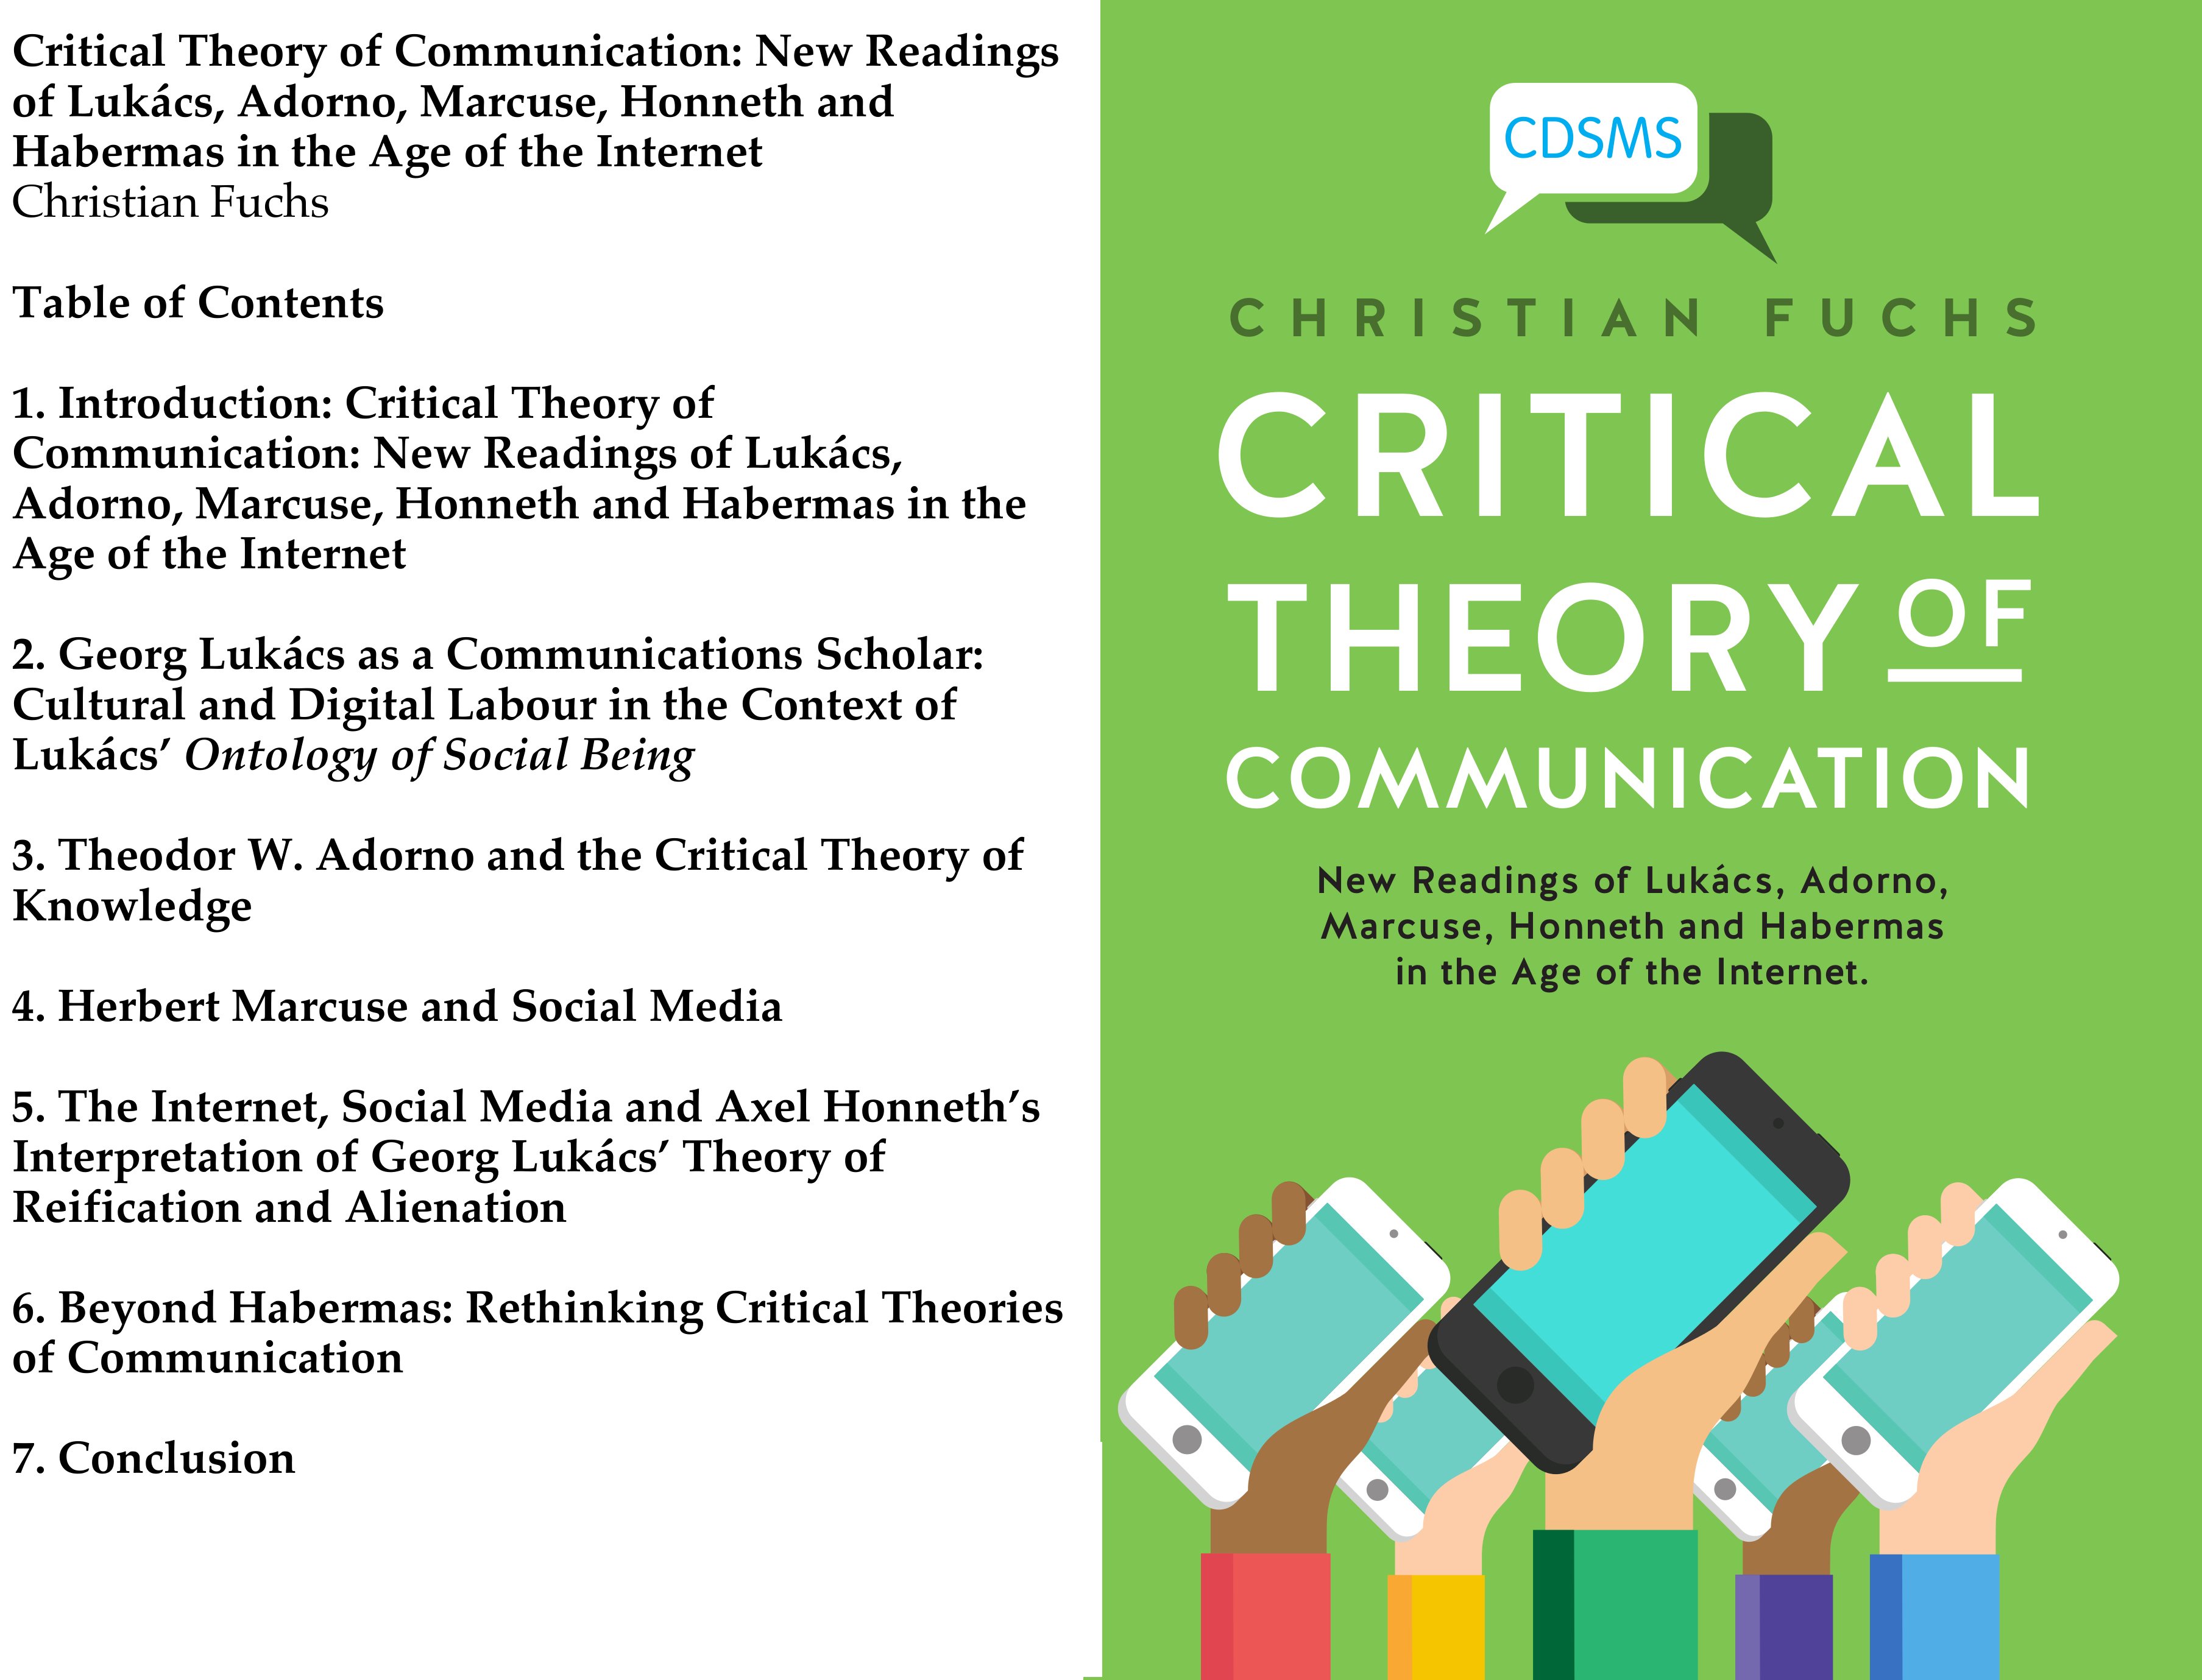 Critical Theory of Communication: New Readings
of Lukács, Adorno, Marcuse, Honneth and
Habermas in the Age of the Internet
Christian Fuchs
Table of Contents
1. Introduction: Critical Theory of
Communication: New Readings of Lukács,
Adorno, Marcuse, Honneth and Habermas in the
Age of the Internet
2. Georg Lukács as a Communications Scholar:
Cultural and Digital Labour in the Context of
Lukács’ Ontology of Social Being
3. Theodor W. Adorno and the Critical Theory of
Knowledge
4. Herbert Marcuse and Social Media
5. The Internet, Social Media and Axel Honneth’s
Interpretation of Georg Lukács’ Theory of
Reification and Alienation
6. Beyond Habermas: Rethinking Critical Theories
of Communication
7. Conclusion
CDSMS
CHRISTIAN FUCHS
CRITICAL
THEORY OF
COMMUNICATION
New Readings of Lukács, Adorno,
Marcuse, Honneth and Habermas
in the Age of the Internet.